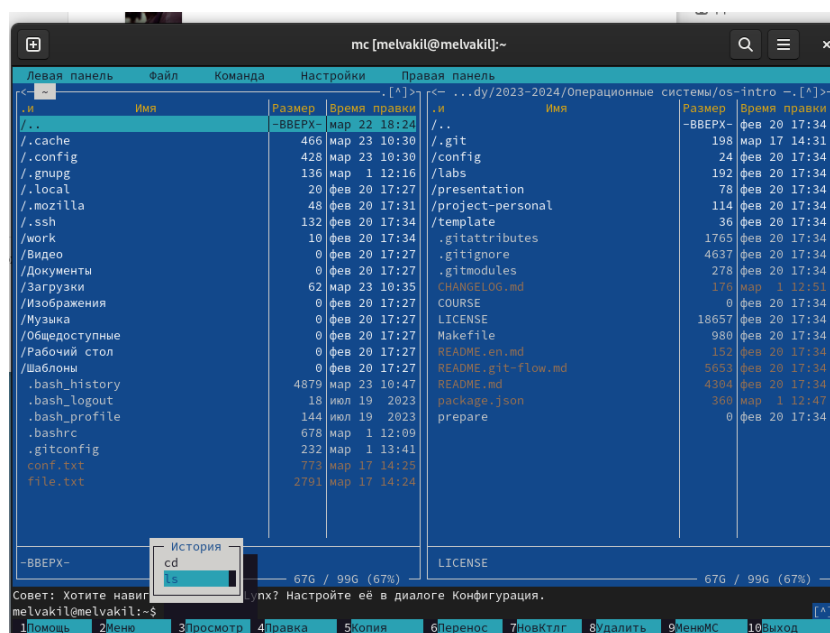 mc [melvakil@melvakil]:~
Левая панель Файл Команда Настройки Правая панель
<— ~ .[^]>
.и Имя Размер Время правки
/.. -ВВЕРХ- мар 22 18:24
/.cache 466 мар 23 10:30
/.config 428 мар 23 10:30
/.gnupg 136 мар 1 12:16
/.local 20 фев 20 17:27
/.mozilla 48 фев 20 17:31
/.ssh 132 фев 20 17:34
/work 10 фев 20 17:34
/Видео 0 фев 20 17:27
/Документы 0 фев 20 17:27
/Загрузки 62 мар 23 10:35
/Изображения 0 фев 20 17:27
/Музыка 0 фев 20 17:27
/Общедоступные 0 фев 20 17:27
/Рабочий стол 0 фев 20 17:27
/Шаблоны 0 фев 20 17:27
.bash_history 4879 мар 23 10:47
.bash_logout 18 июл 19 2023
.bash_profile 144 июл 19 2023
.bashrc 678 мар 1 12:09
.gitconfig 232 мар 1 13:41
conf.txt 773 мар 17 14:25
file.txt 2791 мар 17 14:24
-ВВЕРХ-
67G / 99G (67%)
<— ...dy/2023-2024/Операционные системы/os-intro —.[^]>
.и Имя Размер Время правки
/.. -ВВЕРХ- фев 20 17:34
/.git 198 мар 17 14:31
/config 24 фев 20 17:34
/labs 192 фев 20 17:34
/presentation 78 фев 20 17:34
/project-personal 114 фев 20 17:34
/template 36 фев 20 17:34
.gitattributes 1765 фев 20 17:34
.gitignore 4637 фев 20 17:34
.gitmodules 278 фев 20 17:34
CHANGELOG.md 176 мар 1 12:51
COURSE 0 фев 20 17:34
LICENSE 18657 фев 20 17:34
Makefile 980 фев 20 17:34
README.en.md 152 фев 20 17:34
README.git-flow.md 5653 фев 20 17:34
README.md 4304 фев 20 17:34
package.json 360 мар 1 12:47
prepare 0 фев 20 17:34
LICENSE
67G / 99G (67%)
История
cd
ls
Совет: Хотите навиг ynx? Настройте её в диалоге Конфигурация.
melvakil@melvakil:~$ [^]
1Помощь 2Меню 3Просмотр 4Правка 5Копия 6Перенос 7НовКтлг 8Удалить 9МенюMC 10Выход